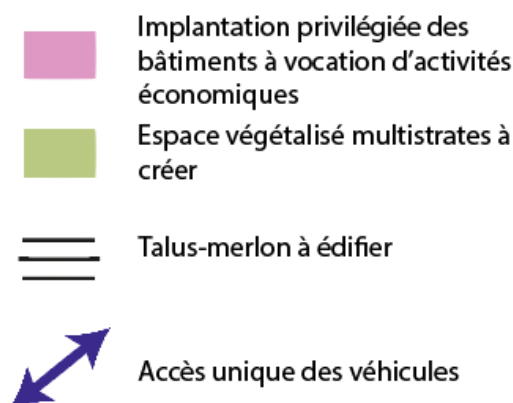 Implantation privilégiée des
bâtiments à vocation d’activités
économiques
Espace végétalisé multistrates à
créer
Talus-merlon à édifier
Accès unique des véhicules